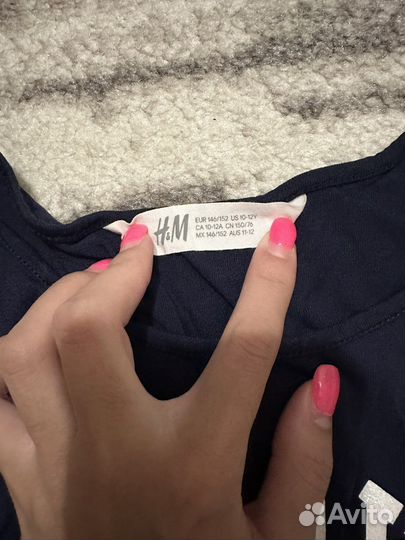 H&M
EUR 146/152 US 10-12Y
CA 10-12A CN 150/76
MX 146/152 AUS 11-12
Avito